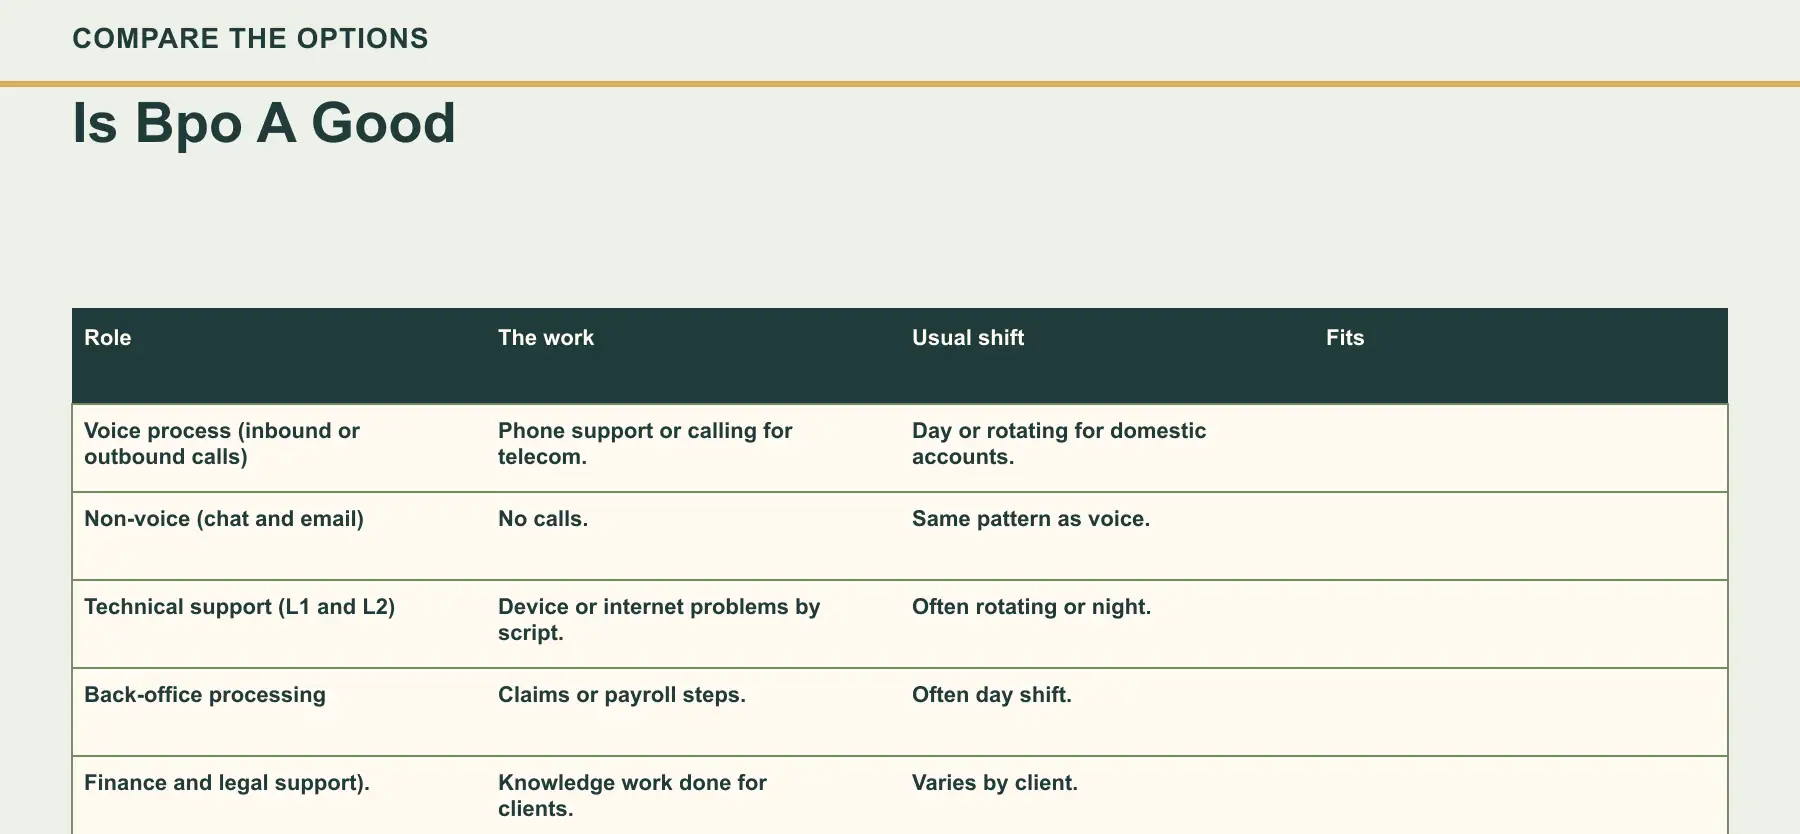 COMPARE THE OPTIONS
Is Bpo A Good
Role The work Usual shift Fits
Voice process (inbound or outbound calls) Phone support or calling for telecom. Day or rotating for domestic accounts.
Non-voice (chat and email) No calls. Same pattern as voice.
Technical support (L1 and L2) Device or internet problems by script. Often rotating or night.
Back-office processing Claims or payroll steps. Often day shift.
Finance and legal support). Knowledge work done for clients. Varies by client.